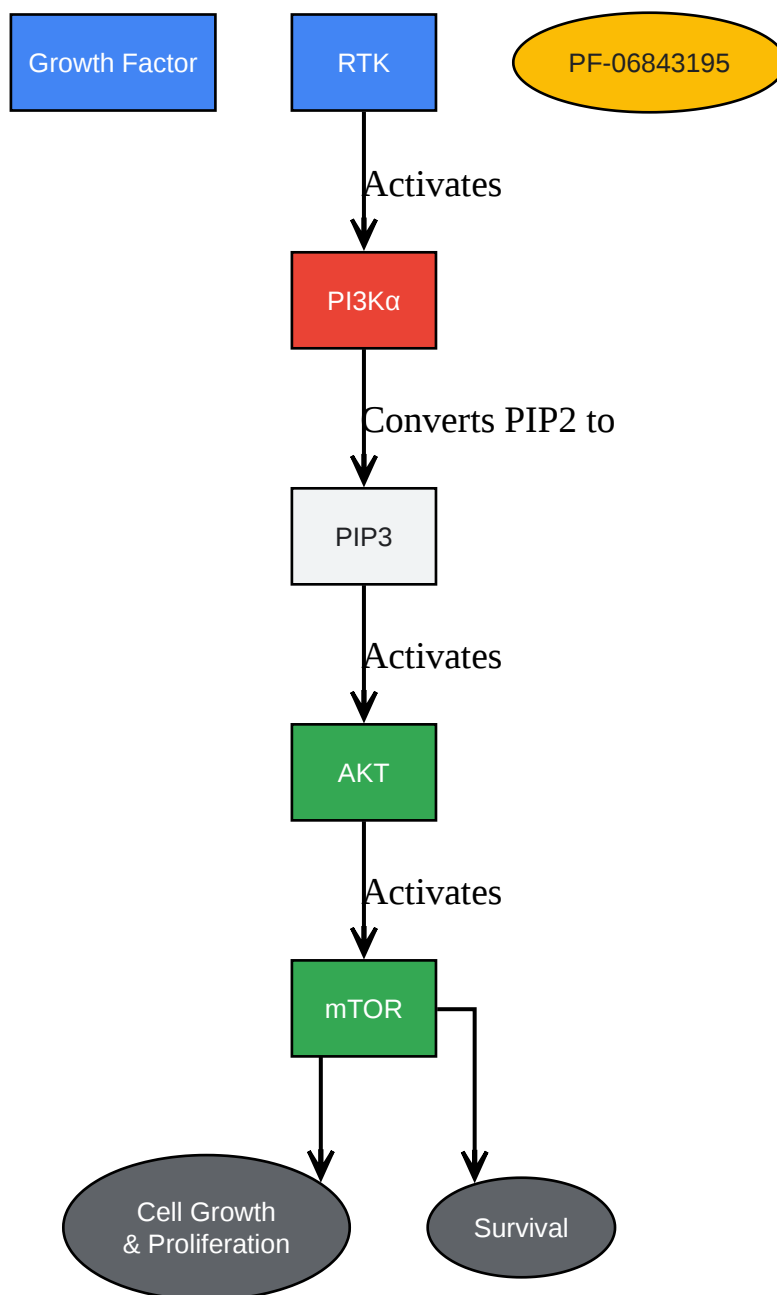 Growth Factor
RTK
PF-06843195
Activates
PI3Kα
Converts PIP2 to
PIP3
Activates
AKT
Activates
mTOR
Cell Growth
& Proliferation
Survival